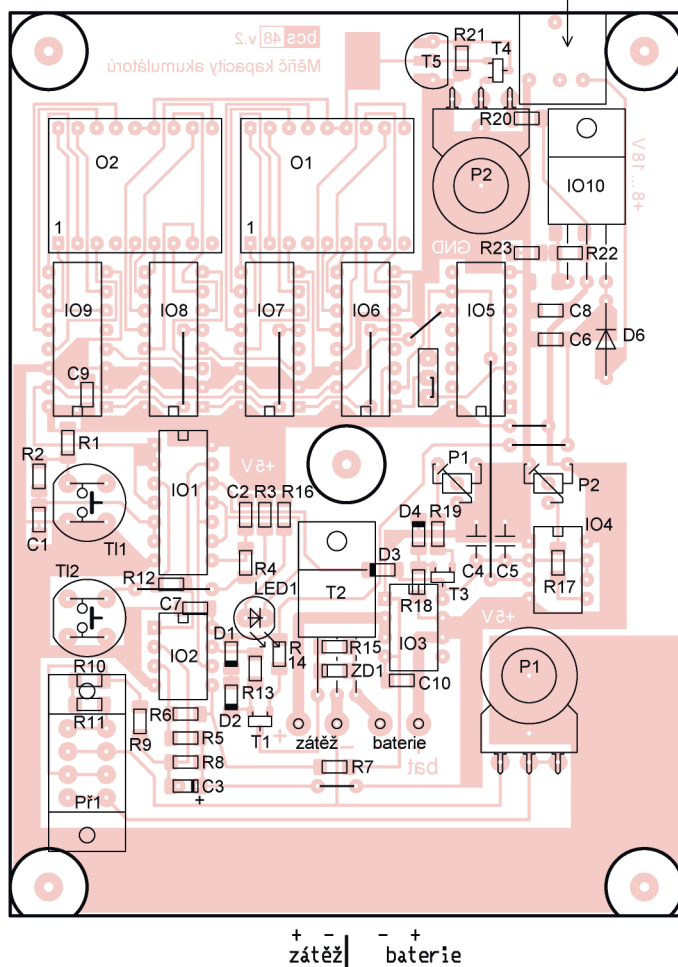 bcs 48 v.2
Měřič kapacity akumulátorů
R21
T4
T5
R20
O2
O1
P2
IO10
+8...18 V
1
1
GND
R23
R22
IO9
IO8
IO7
IO6
IO5
C8
C6
D6
C9
R1
R2
+5V
P1
P2
IO1
C2
R3
R16
D4
R19
IO4
C1
Tl1
R4
D3
C4
C5
R17
Tl2
R12
LED1
T2
R18
T3
C7
+5V
IO2
D1
R
14
R15
IO3
R10
R13
ZD1
P1
R11
R6
D2
C10
R9
T1
+
−
+
R5
zátěž
baterie
R8
R7
bat
Př1
C3
+
+ − − +
zátěž baterie